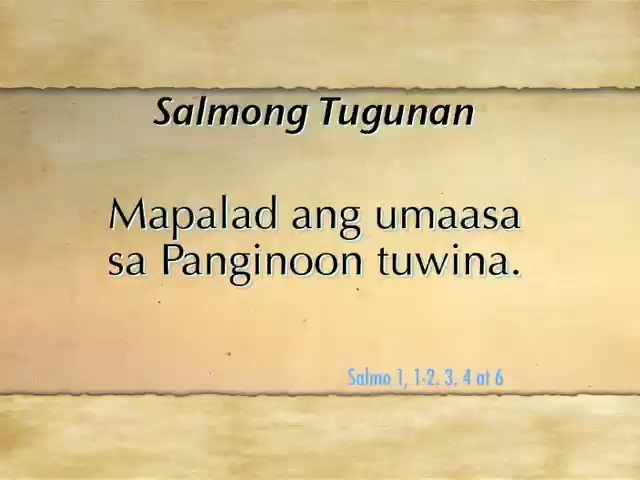 Salmong Tugunan
Mapalad ang umaasa
sa Panginoon tuwina.
Salmo 1, 1-2. 3. 4 at 6